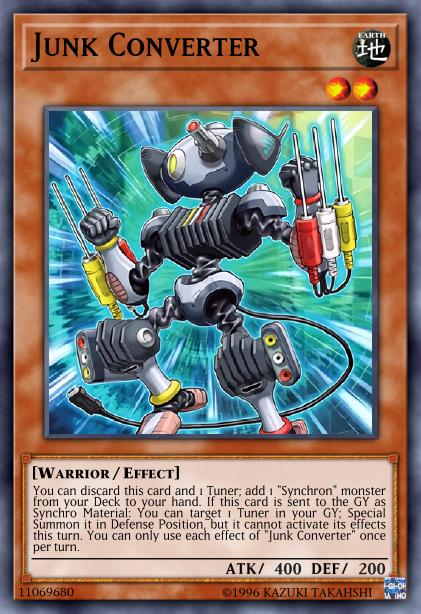 JUNK CONVERTER
EARTH
地
[WARRIOR / EFFECT]
You can discard this card and 1 Tuner; add 1 "Synchron" monster
from your Deck to your hand. If this card is sent to the GY as
Synchro Material: You can target 1 Tuner in your GY; Special
Summon it in Defense Position, but it cannot activate its effects
this turn. You can only use each effect of "Junk Converter" once
per turn.
ATK/ 400 DEF/ 200
11069680
©1996 KAZUKI TAKAHSHI